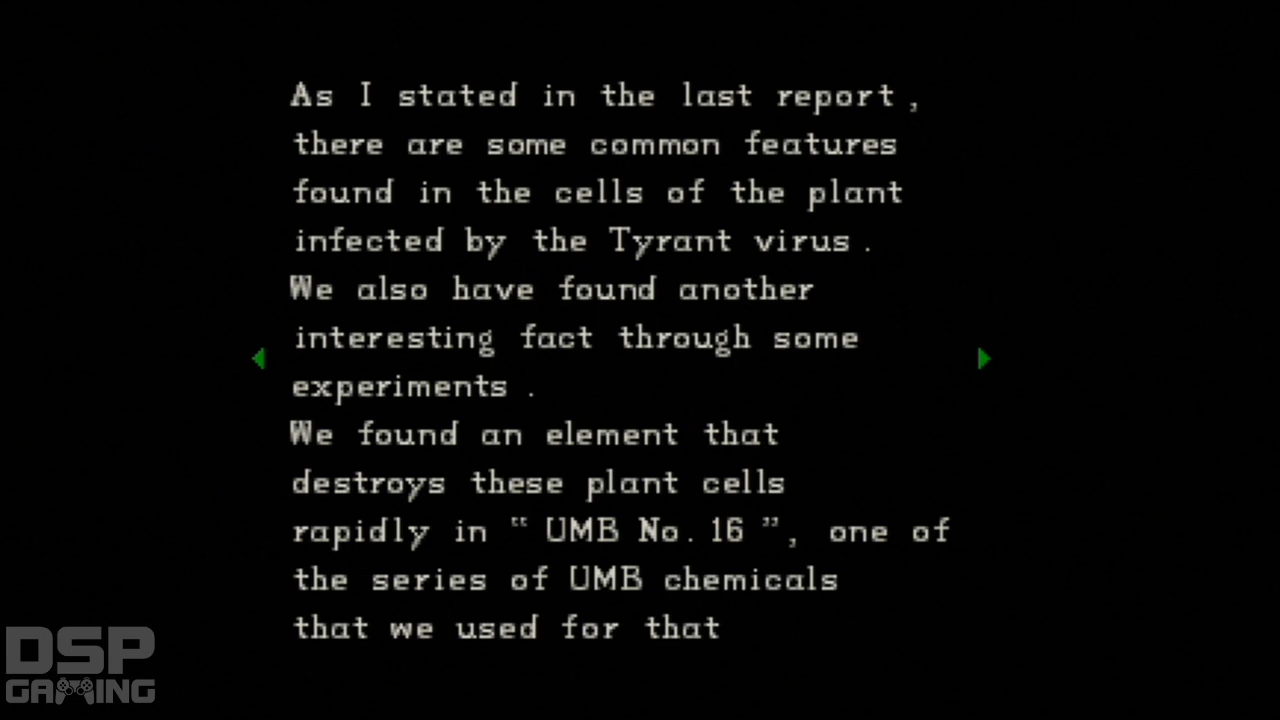 As I stated in the last report,
there are some common features
found in the cells of the plant
infected by the Tyrant virus.
We also have found another
interesting fact through some
experiments.
We found an element that
destroys these plant cells
rapidly in “ UMB No. 16 ”, one of
the series of UMB chemicals
that we used for that
DSP
GAMING